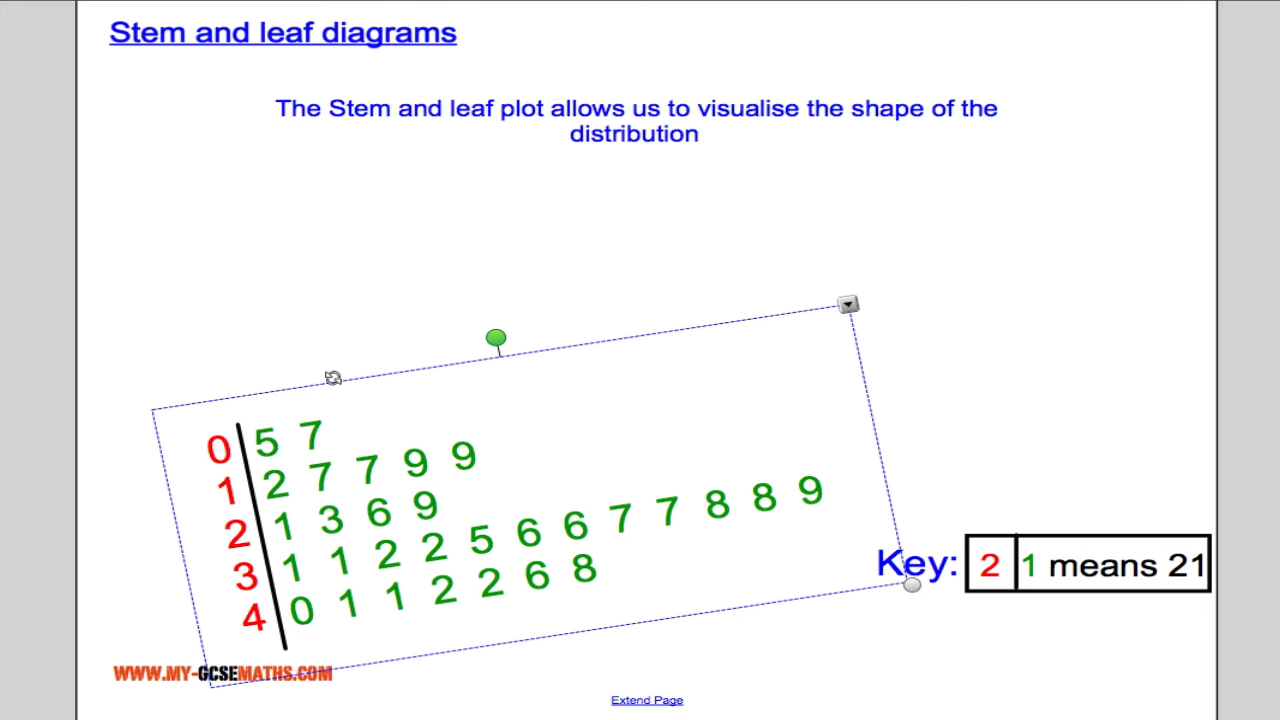 Stem and leaf diagrams
The Stem and leaf plot allows us to visualise the shape of the
distribution
0 5 7
1 2 7 7 9 9
2 1 3 6 9
3 1 1 2 2 5 6 6 7 7 8 8 9
4 0 1 1 2 2 6 8
Key: 2 1 means 21
WWW.MY-GCSEMATHS.COM
Extend Page